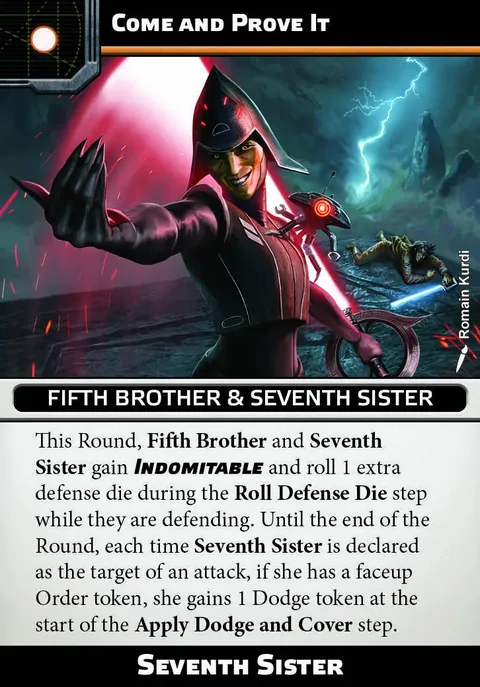 Come and Prove It
Romain Kurdi
FIFTH BROTHER & SEVENTH SISTER
This Round, Fifth Brother and Seventh
Sister gain Indomitable and roll 1 extra
defense die during the Roll Defense Die step
while they are defending. Until the end of the
Round, each time Seventh Sister is declared
as the target of an attack, if she has a faceup
Order token, she gains 1 Dodge token at the
start of the Apply Dodge and Cover step.
Seventh Sister